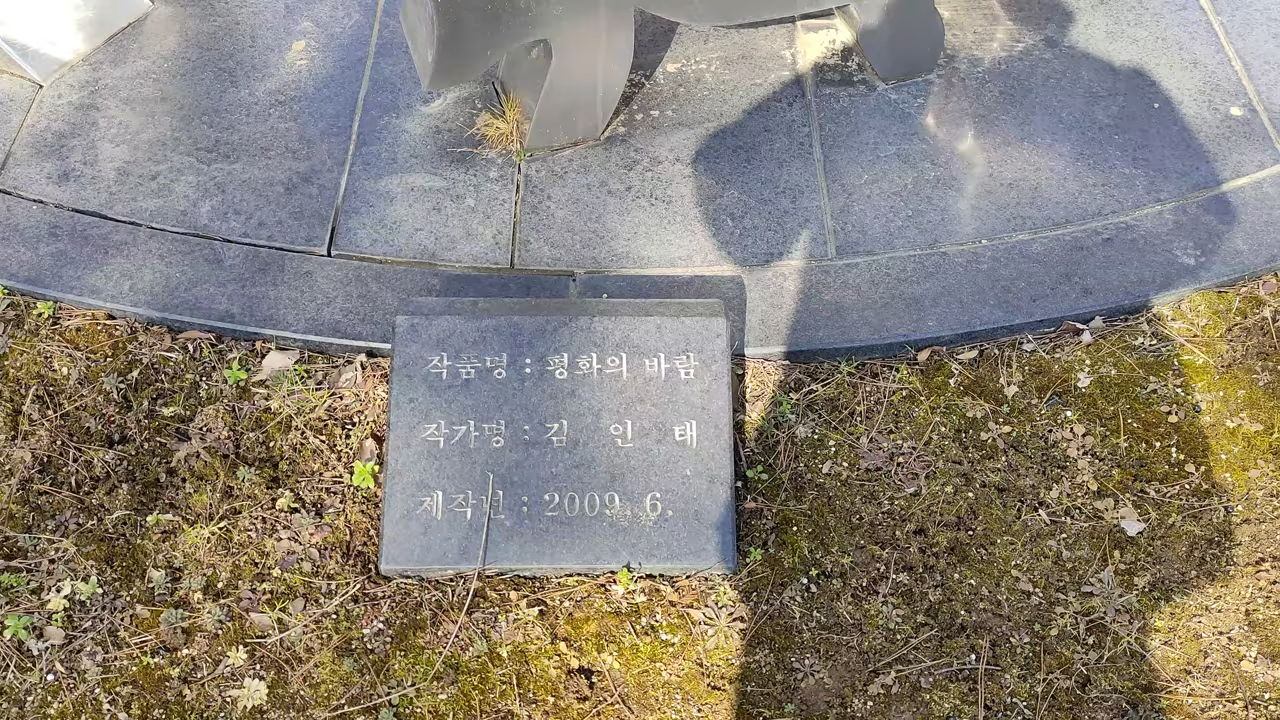 작품명 : 평화의 바람
작가명 : 김 인 태
제작년 : 2009. 6.